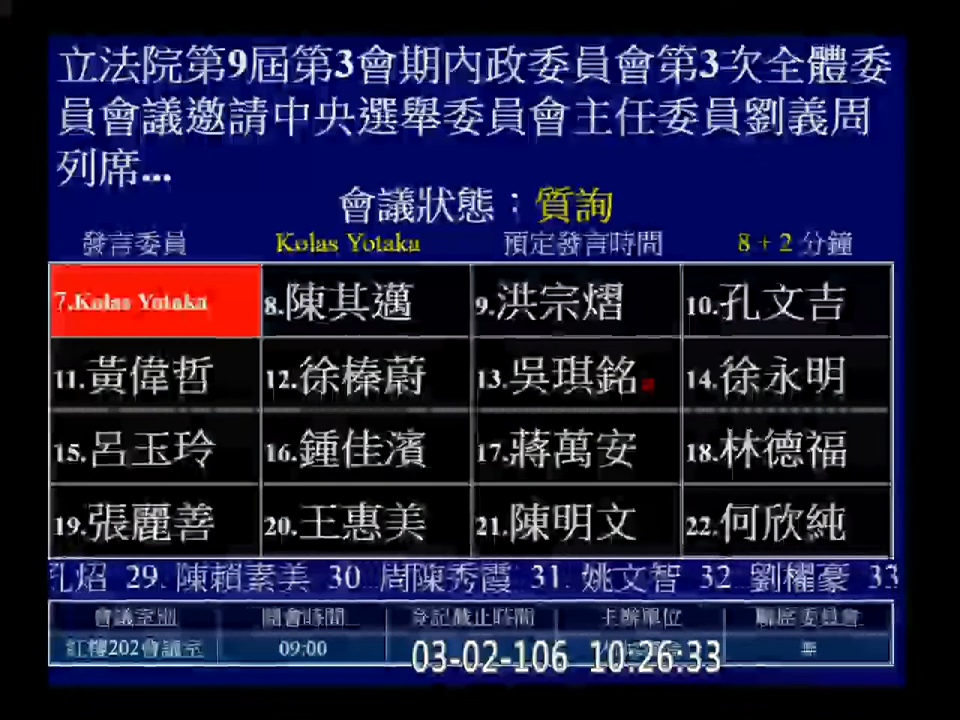 立法院第9屆第3會期內政委員會第3次全體委
員會議邀請中央選舉委員會主任委員劉義周
列席...
會議狀態：質詢
發言委員 Kolas Yotaka 預定發言時間 8 + 2 分鐘
7.Kolas Yotaka 8.陳其邁 9.洪宗熠 10.孔文吉
11.黃偉哲 12.徐榛蔚 13.吳琪銘 14.徐永明
15.呂玉玲 16.鍾佳濱 17.蔣萬安 18.林德福
19.張麗善 20.王惠美 21.陳明文 22.何欣純
孔炤 29. 陳賴素美 30 周陳秀霞 31. 姚文智 32 劉櫂豪 33
會議室別 開會時間 登記截止時間 主辦單位 聯席委員會
紅樓202會議室 09:00 無
03-02-106 10:26:33